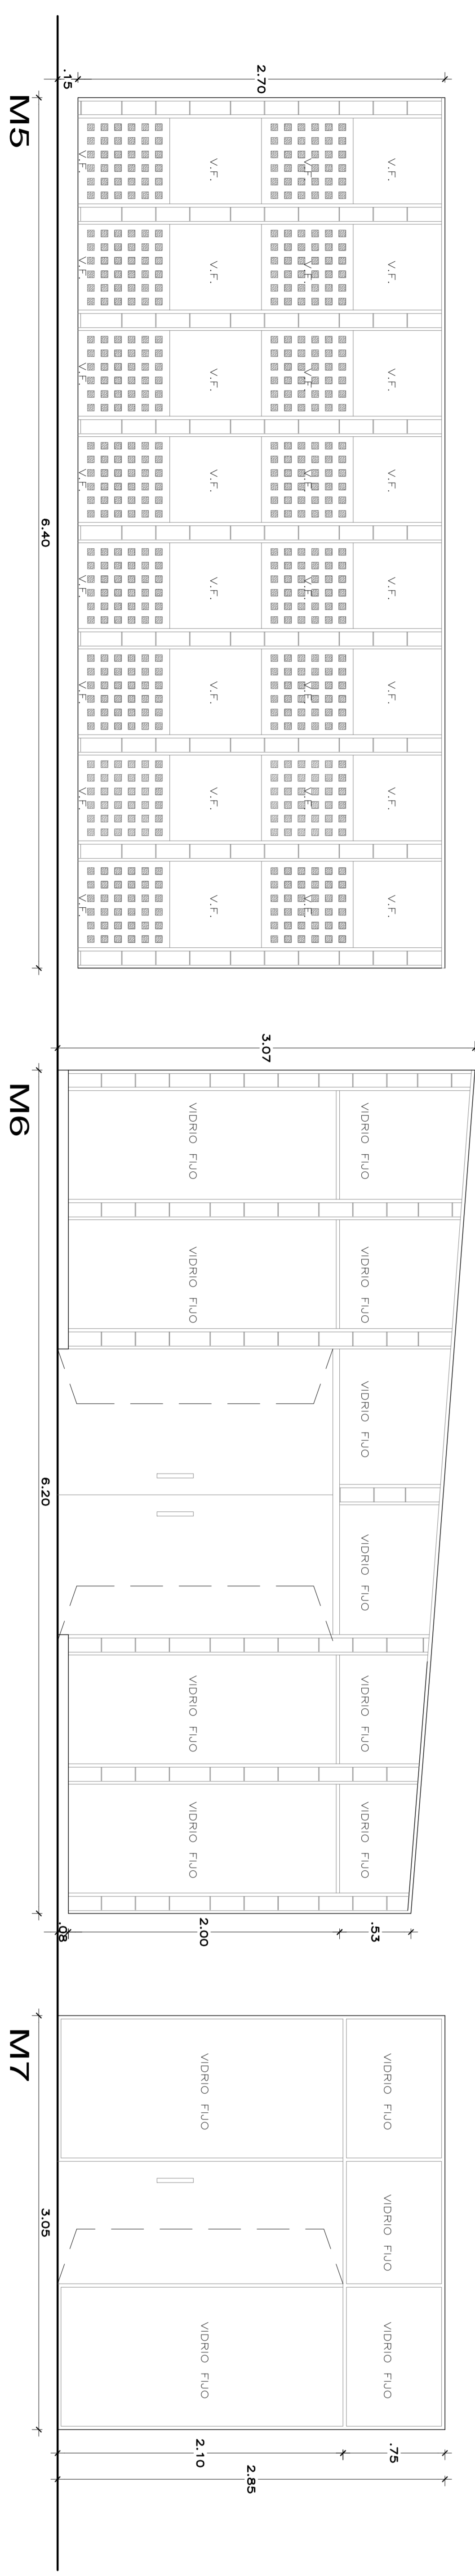 2.70
.15
V.F. V.F. V.F. V.F. V.F. V.F. V.F. V.F.
V.F. V.F. V.F. V.F. V.F. V.F. V.F. V.F.
V.F. V.F. V.F. V.F. V.F. V.F. V.F. V.F.
V.F. V.F. V.F. V.F. V.F. V.F. V.F. V.F.
6.40
M5
3.07
VIDRIO FIJO VIDRIO FIJO VIDRIO FIJO VIDRIO FIJO VIDRIO FIJO VIDRIO FIJO
VIDRIO FIJO VIDRIO FIJO VIDRIO FIJO VIDRIO FIJO
.53
2.00
.08
6.20
M6
VIDRIO FIJO VIDRIO FIJO VIDRIO FIJO
VIDRIO FIJO VIDRIO FIJO
.75
2.10
2.85
3.05
M7